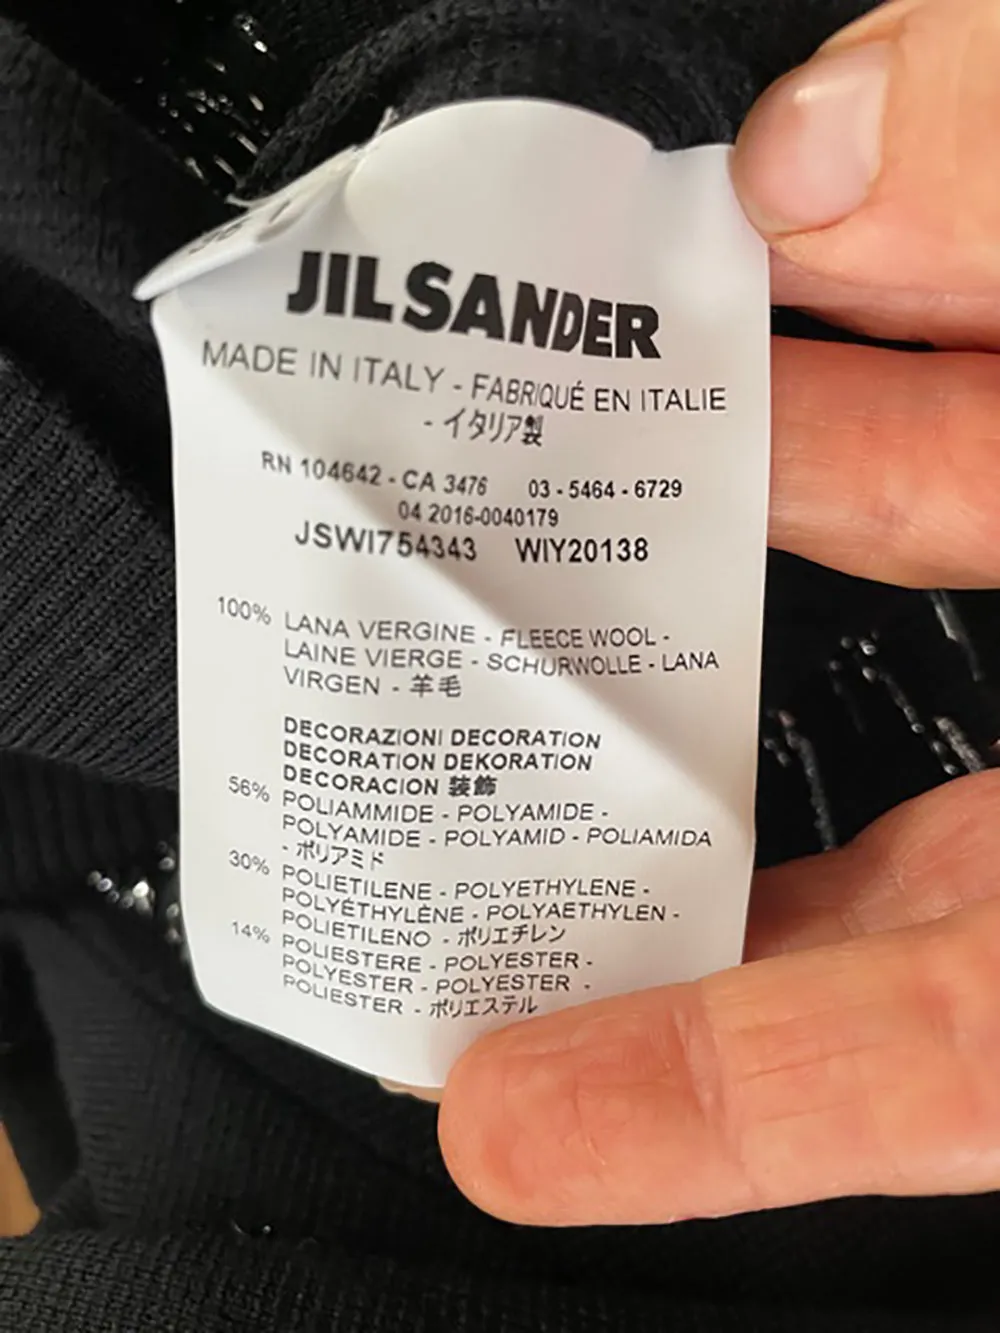 JIL SANDER
MADE IN ITALY - FABRIQUÉ EN ITALIE
- イタリア製
RN 104642 - CA 3476 03 - 5464 - 6729
04 2016-0040179
JSWI754343 WIY20138
100% LANA VERGINE - FLEECE WOOL -
LAINE VIERGE - SCHURWOLLE - LANA
VIRGEN - 羊毛
DECORAZIONI DECORATION
DECORATION DEKORATION
DECORACION 装飾
56% POLIAMMIDE - POLYAMIDE -
POLYAMIDE - POLYAMID - POLIAMIDA
- ポリアミド
30% POLIETILENE - POLYETHYLENE -
POLYÉTHYLÈNE - POLYAETHYLEN -
POLIETILENO - ポリエチレン
14% POLIESTERE - POLYESTER -
POLYESTER - POLYESTER -
POLIESTER - ポリエステル